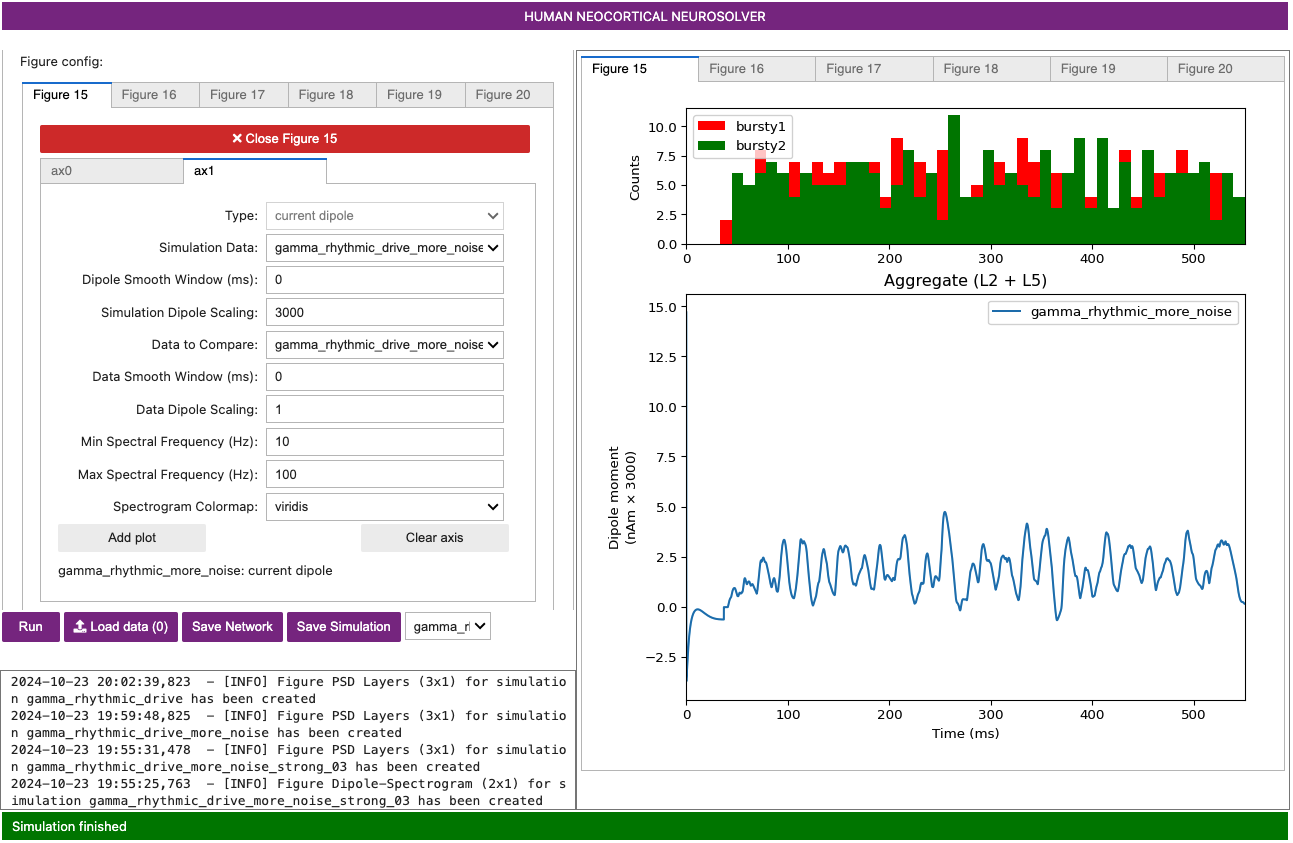 HUMAN NEOCORTICAL NEUROSOLVER
Figure config:
Figure 15
Figure 16
Figure 17
Figure 18
Figure 19
Figure 20
Close Figure 15
ax0
ax1
Type:
current dipole
Simulation Data:
gamma_rhythmic_drive_more_noise
Dipole Smooth Window (ms):
0
Simulation Dipole Scaling:
3000
Data to Compare:
gamma_rhythmic_drive_more_noise
Data Smooth Window (ms):
0
Data Dipole Scaling:
1
Min Spectral Frequency (Hz):
10
Max Spectral Frequency (Hz):
100
Spectrogram Colormap:
viridis
Add plot
Clear axis
gamma_rhythmic_more_noise: current dipole
Run
Load data (0)
Save Network
Save Simulation
gamma_r
2024-10-23 20:02:39,823  - [INFO] Figure PSD Layers (3x1) for simulatio
n gamma_rhythmic_drive has been created
2024-10-23 19:59:48,825  - [INFO] Figure PSD Layers (3x1) for simulatio
n gamma_rhythmic_drive_more_noise has been created
2024-10-23 19:55:31,478  - [INFO] Figure PSD Layers (3x1) for simulatio
n gamma_rhythmic_drive_more_noise_strong_03 has been created
2024-10-23 19:55:25,763  - [INFO] Figure Dipole-Spectrogram (2x1) for s
imulation gamma_rhythmic_drive_more_noise_strong_03 has been created
Figure 15
Figure 16
Figure 17
Figure 18
Figure 19
Figure 20
bursty1
bursty2
Counts
10.0
7.5
5.0
2.5
0.0
0 100 200 300 400 500
Aggregate (L2 + L5)
gamma_rhythmic_more_noise
Dipole moment
(nAm × 3000)
15.0
12.5
10.0
7.5
5.0
2.5
0.0
−2.5
0 100 200 300 400 500
Time (ms)
Simulation finished